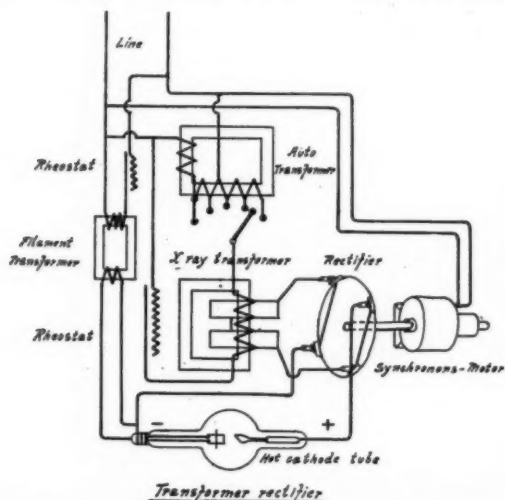 Line
Rheostat
Auto
Transformer
Filament
Transformer
X ray transformer
Rectifier
Rheostat
Synchronous-Motor
-
+
Hot cathode tube
Transformer rectifier